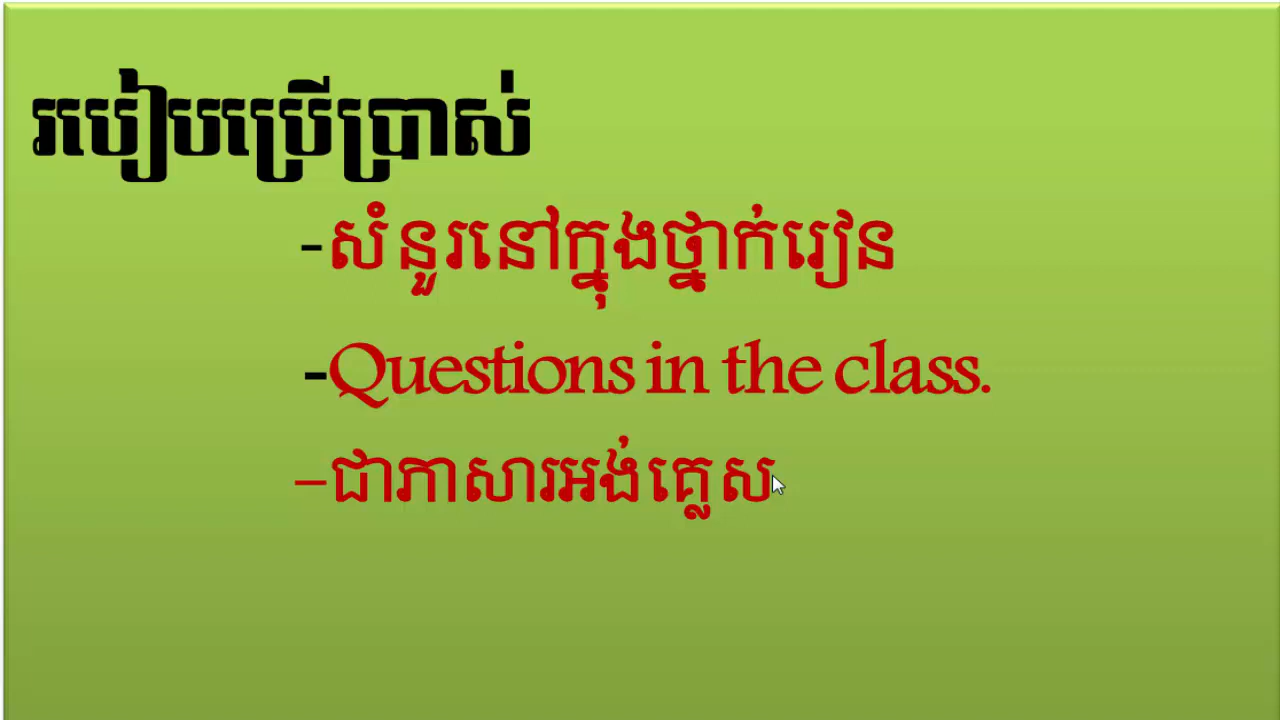 របៀបប្រើប្រាស់
-សំនួរនៅក្នុងថ្នាក់រៀន
-Questions in the class.
–ជាភាសារអង់គ្លេស